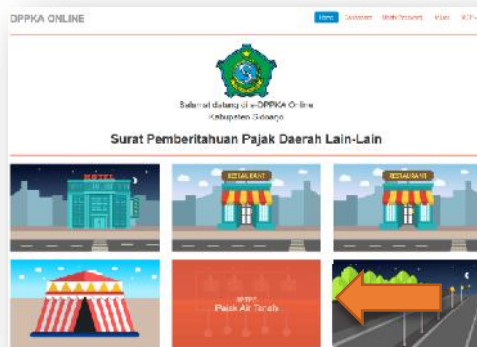 DPPKA ONLINE
Home
Selamat datang di e-DPPKA Online
Kabupaten Sidoarjo
Surat Pemberitahuan Pajak Daerah Lain-Lain
HOTEL
RESTAURANT
RESTAURANT
Pajak Air Tanah